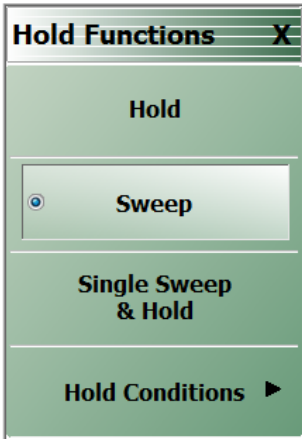 Hold Functions X
Hold
Sweep
Single Sweep
& Hold
Hold Conditions ▶